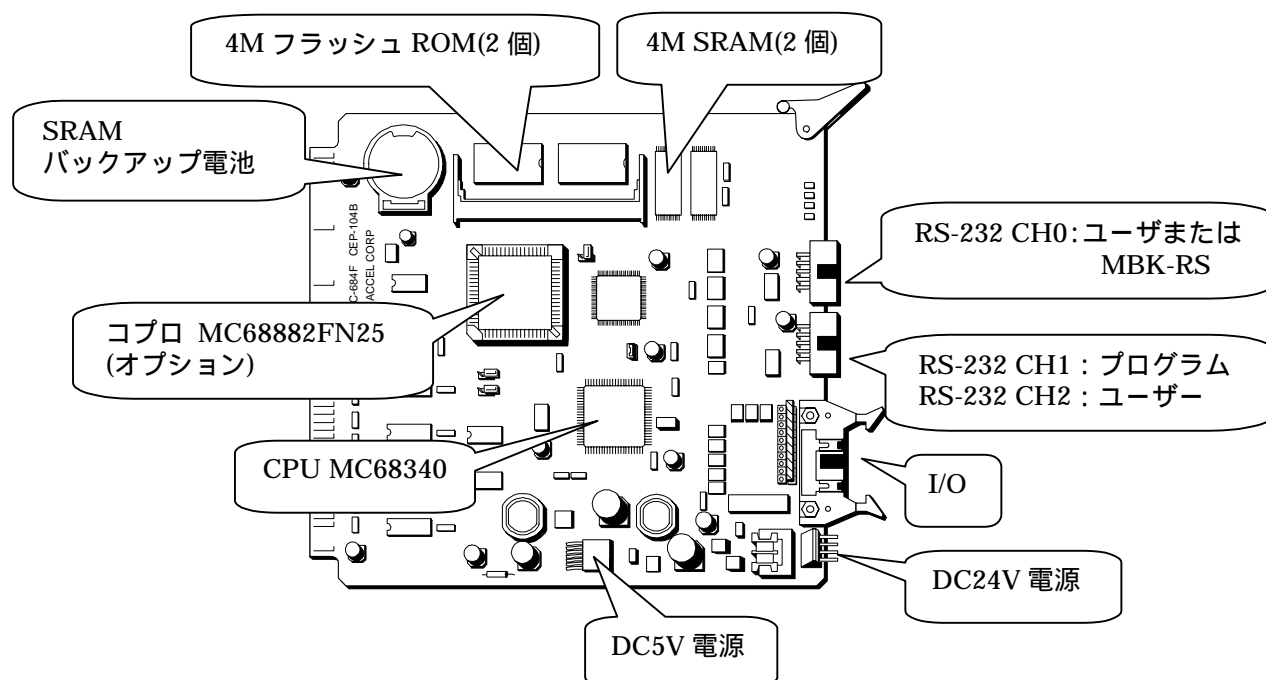 4M フラッシュ ROM(2 個)
4M SRAM(2 個)
SRAM
バックアップ電池
RS-232 CH0:ユーザまたは
MBK-RS
CEP-104B
C-684F
ACCEL CORP
コプロ MC68882FN25
(オプション)
RS-232 CH1 : プログラム
RS-232 CH2 : ユーザー
CPU MC68340
I/O
DC24V 電源
DC5V 電源